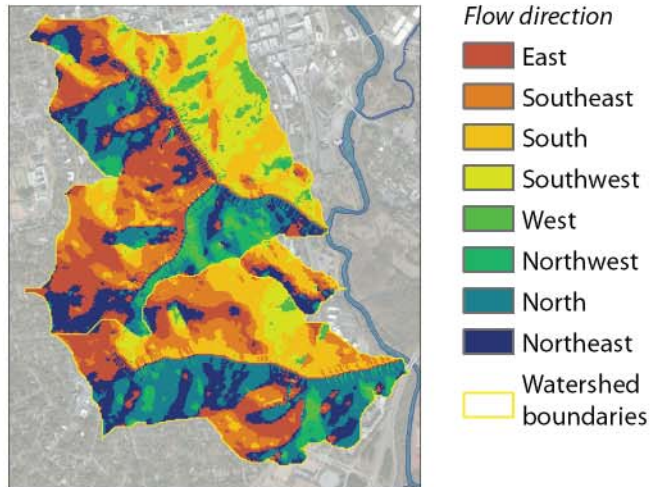 Flow direction
East
Southeast
South
Southwest
West
Northwest
North
Northeast
Watershed
boundaries